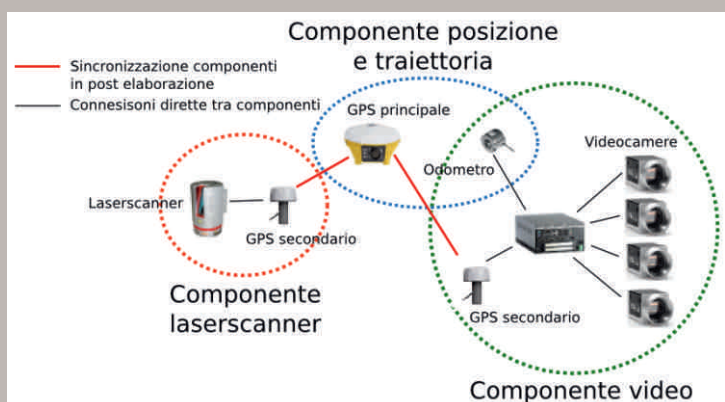 Componente posizione
e traiettoria
Sincronizzazione componenti
in post elaborazione
Connesisoni dirette tra componenti
GPS principale
Videocamere
Odometro
Laserscanner
GPS secondario
Componente
laserscanner
GPS secondario
Componente video